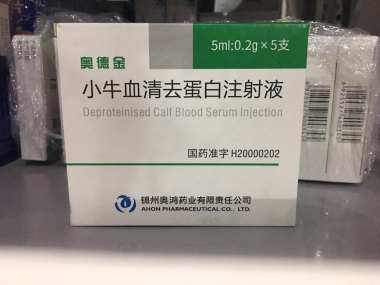 奥德金
5ml:0.2g×5支
小牛血清去蛋白注射液
Deproteinised Calf Blood Serum Injection
国药准字 H20000202
锦州奥鸿药业有限责任公司
AHON PHARMACEUTICAL CO., LTD.